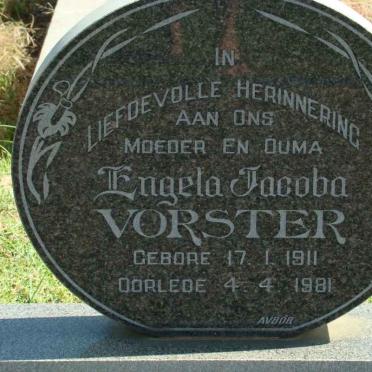 IN
LIEFDEVOLLE HERINNERING
AAN ONS
MOEDER EN OUMA
Engela Jacoba
VORSTER
GEBORE 17. 1. 1911
OORLEDE 4. 4. 1981
AVBOB